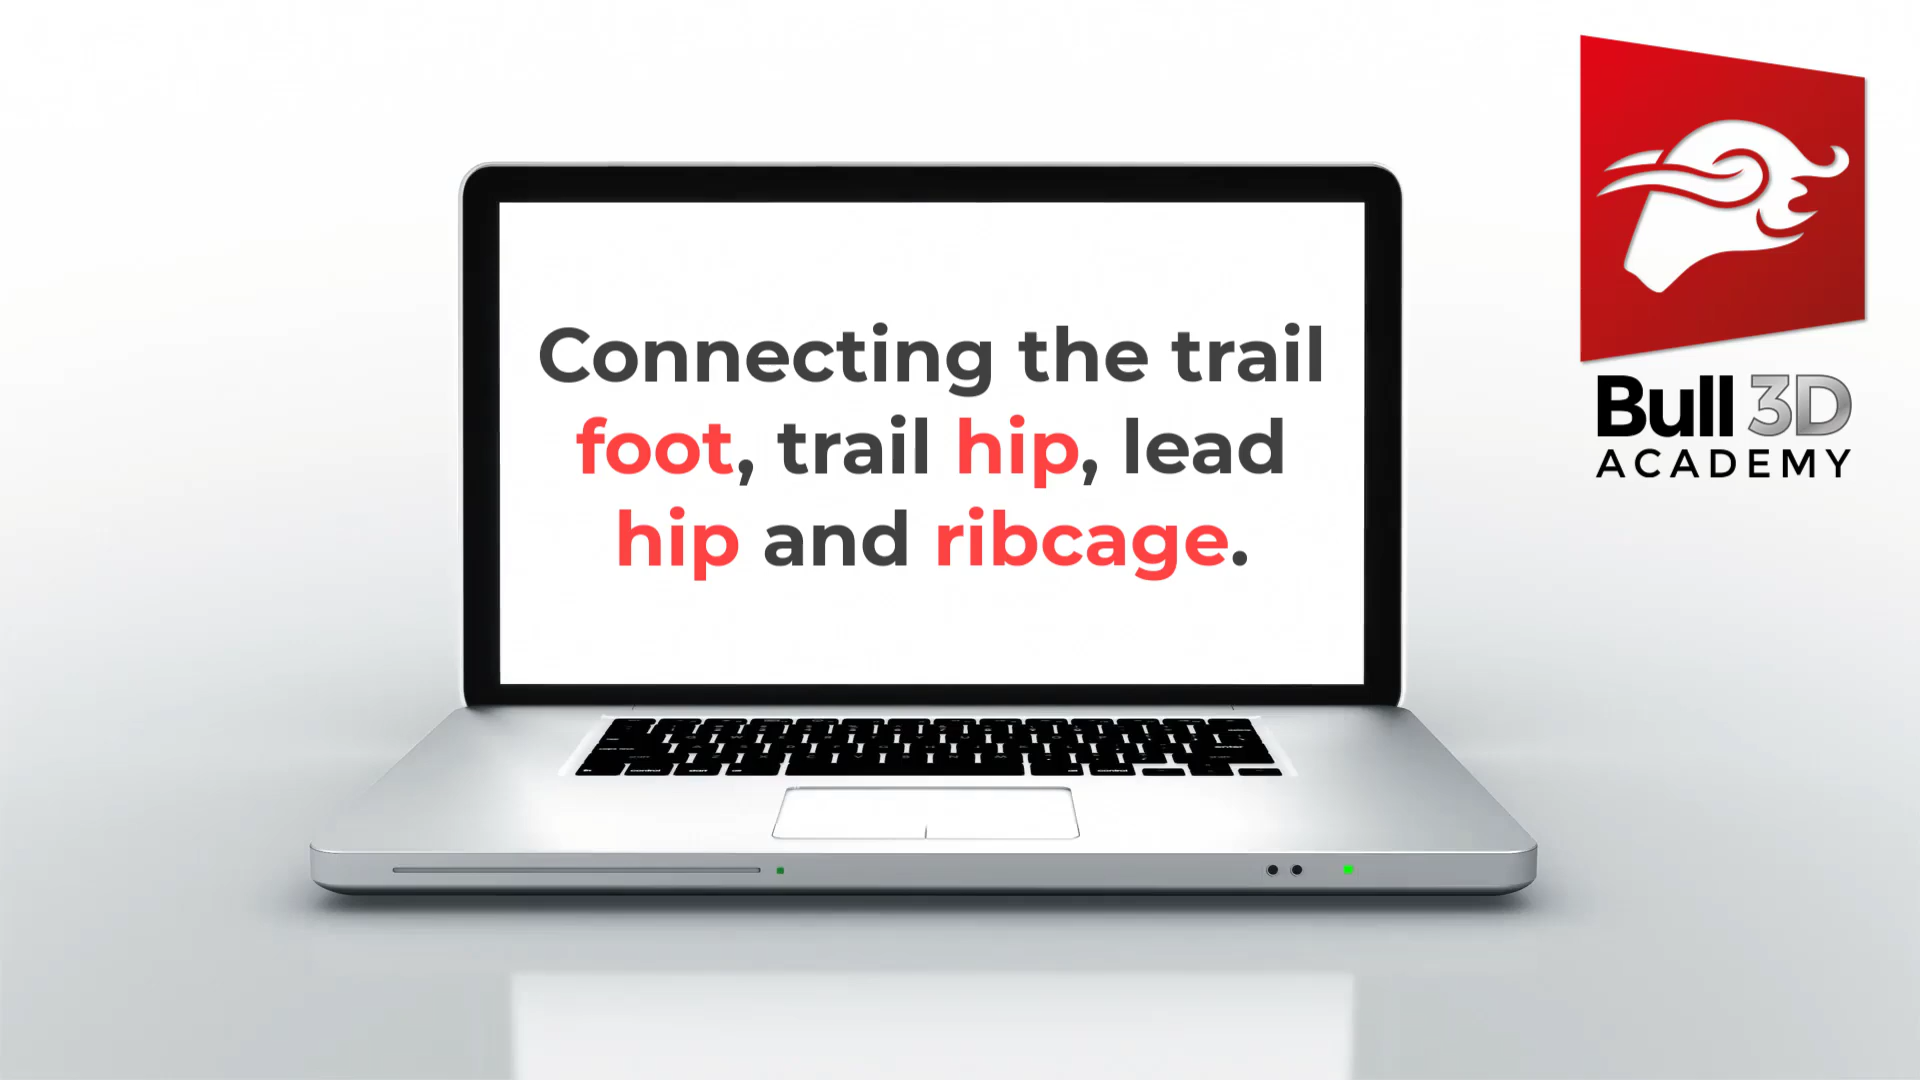 Connecting the trail
foot, trail hip, lead
hip and ribcage.
Bull 3D
ACADEMY